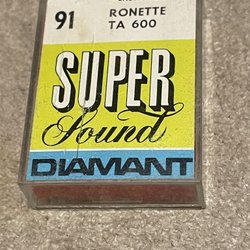 91 RONETTE
TA 600
SUPER
Sound
DIAMANT